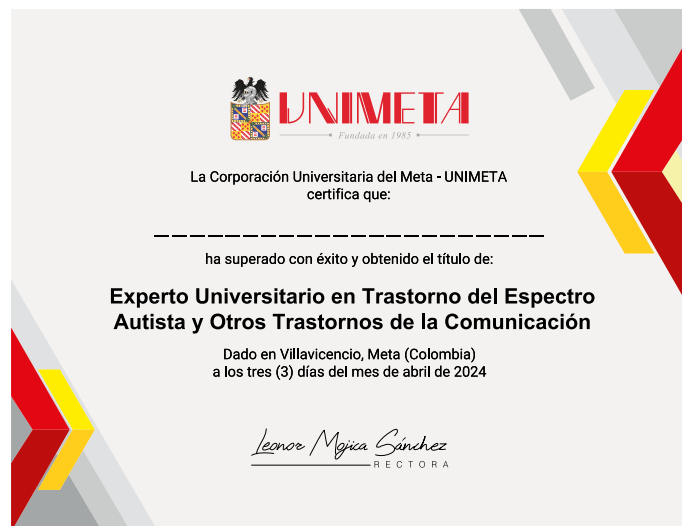 UNIMETA
Fundada en 1985
La Corporación Universitaria del Meta - UNIMETA
certifica que:
ha superado con éxito y obtenido el título de:
Experto Universitario en Trastorno del Espectro
Autista y Otros Trastornos de la Comunicación
Dado en Villavicencio, Meta (Colombia)
a los tres (3) días del mes de abril de 2024
Leonor Mojica Sánchez
RECTORA